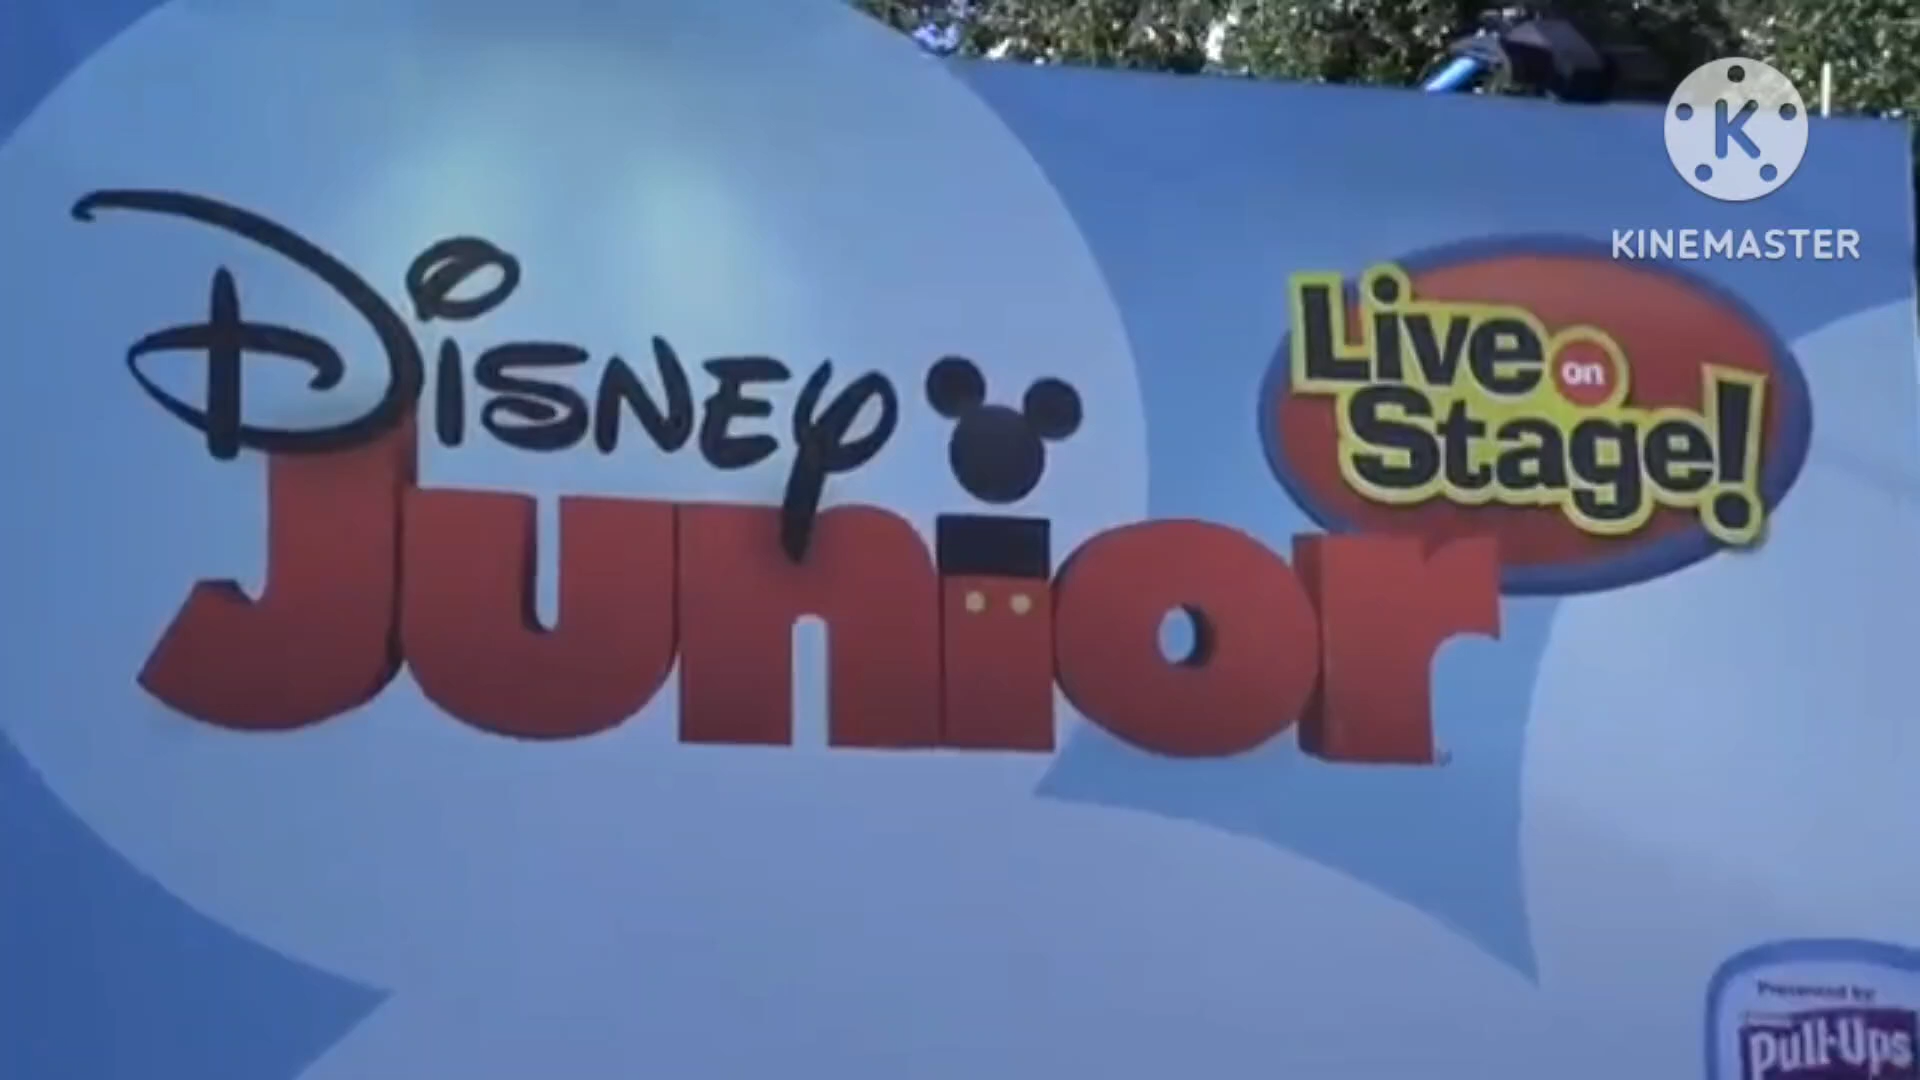 Disney
Junior
Live on
Stage!
KINEMASTER
Presented by
Pull-Ups